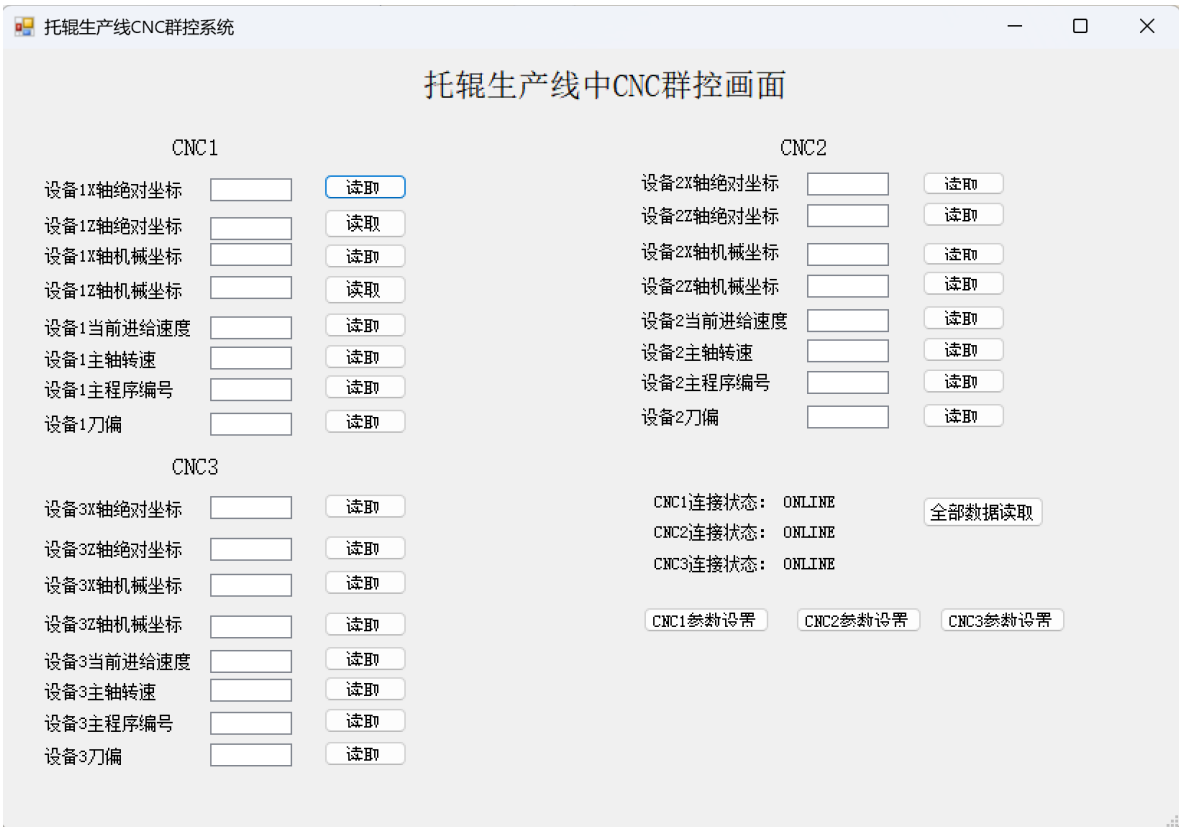 托辊生产线CNC群控系统
托辊生产线中CNC群控画面
CNC1
设备1X轴绝对坐标 读取
设备1Z轴绝对坐标 读取
设备1X轴机械坐标 读取
设备1Z轴机械坐标 读取
设备1当前进给速度 读取
设备1主轴转速 读取
设备1主程序编号 读取
设备1刀偏 读取
CNC2
设备2X轴绝对坐标 读取
设备2Z轴绝对坐标 读取
设备2X轴机械坐标 读取
设备2Z轴机械坐标 读取
设备2当前进给速度 读取
设备2主轴转速 读取
设备2主程序编号 读取
设备2刀偏 读取
CNC3
设备3X轴绝对坐标 读取
设备3Z轴绝对坐标 读取
设备3X轴机械坐标 读取
设备3Z轴机械坐标 读取
设备3当前进给速度 读取
设备3主轴转速 读取
设备3主程序编号 读取
设备3刀偏 读取
CNC1连接状态： ONLINE
CNC2连接状态： ONLINE
CNC3连接状态： ONLINE
全部数据读取
CNC1参数设置 CNC2参数设置 CNC3参数设置